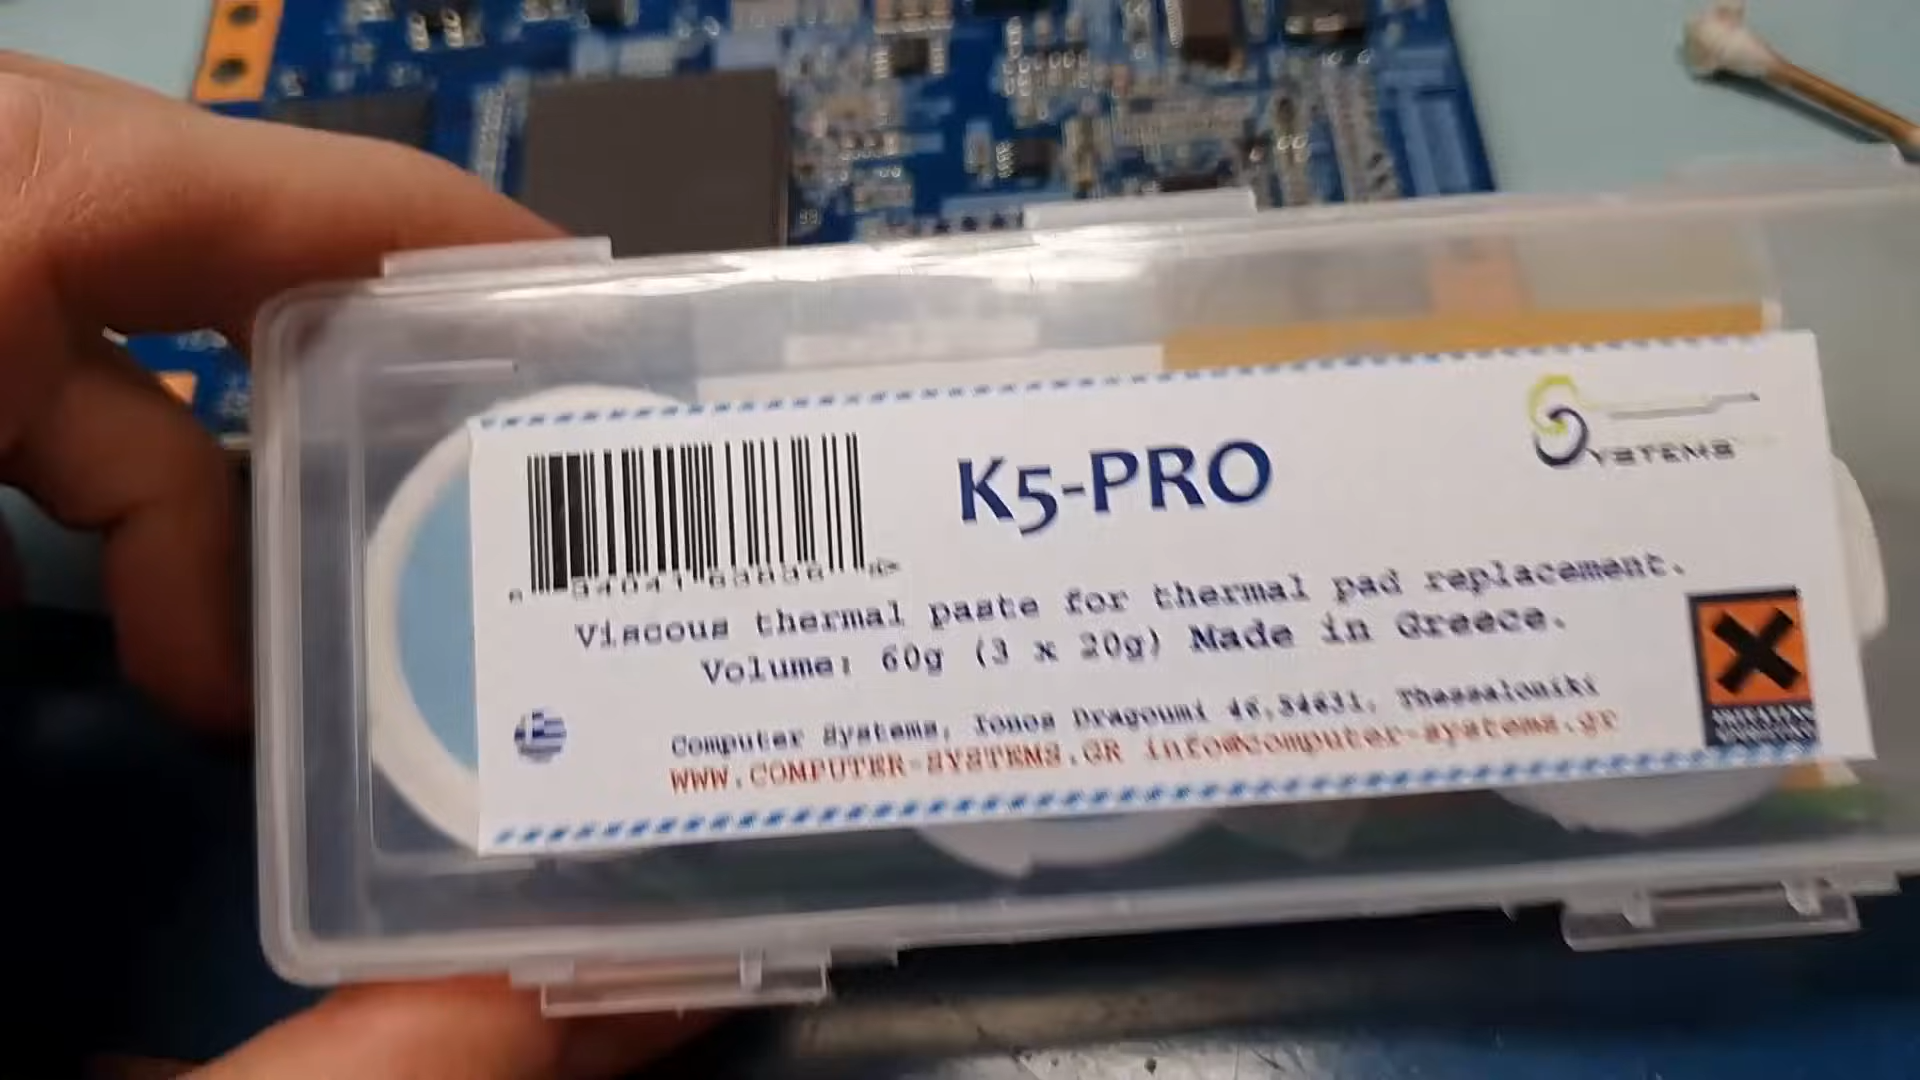 K5-PRO
YSTEMS
Viscous thermal paste for thermal pad replacement.
Volume: 60g (3 x 20g) Made in Greece.
Computer Systems, Ionos Dragoumi 46,54631, Thessaloniki
WWW.COMPUTER-SYSTEMS.GR info@computer-systems.gr